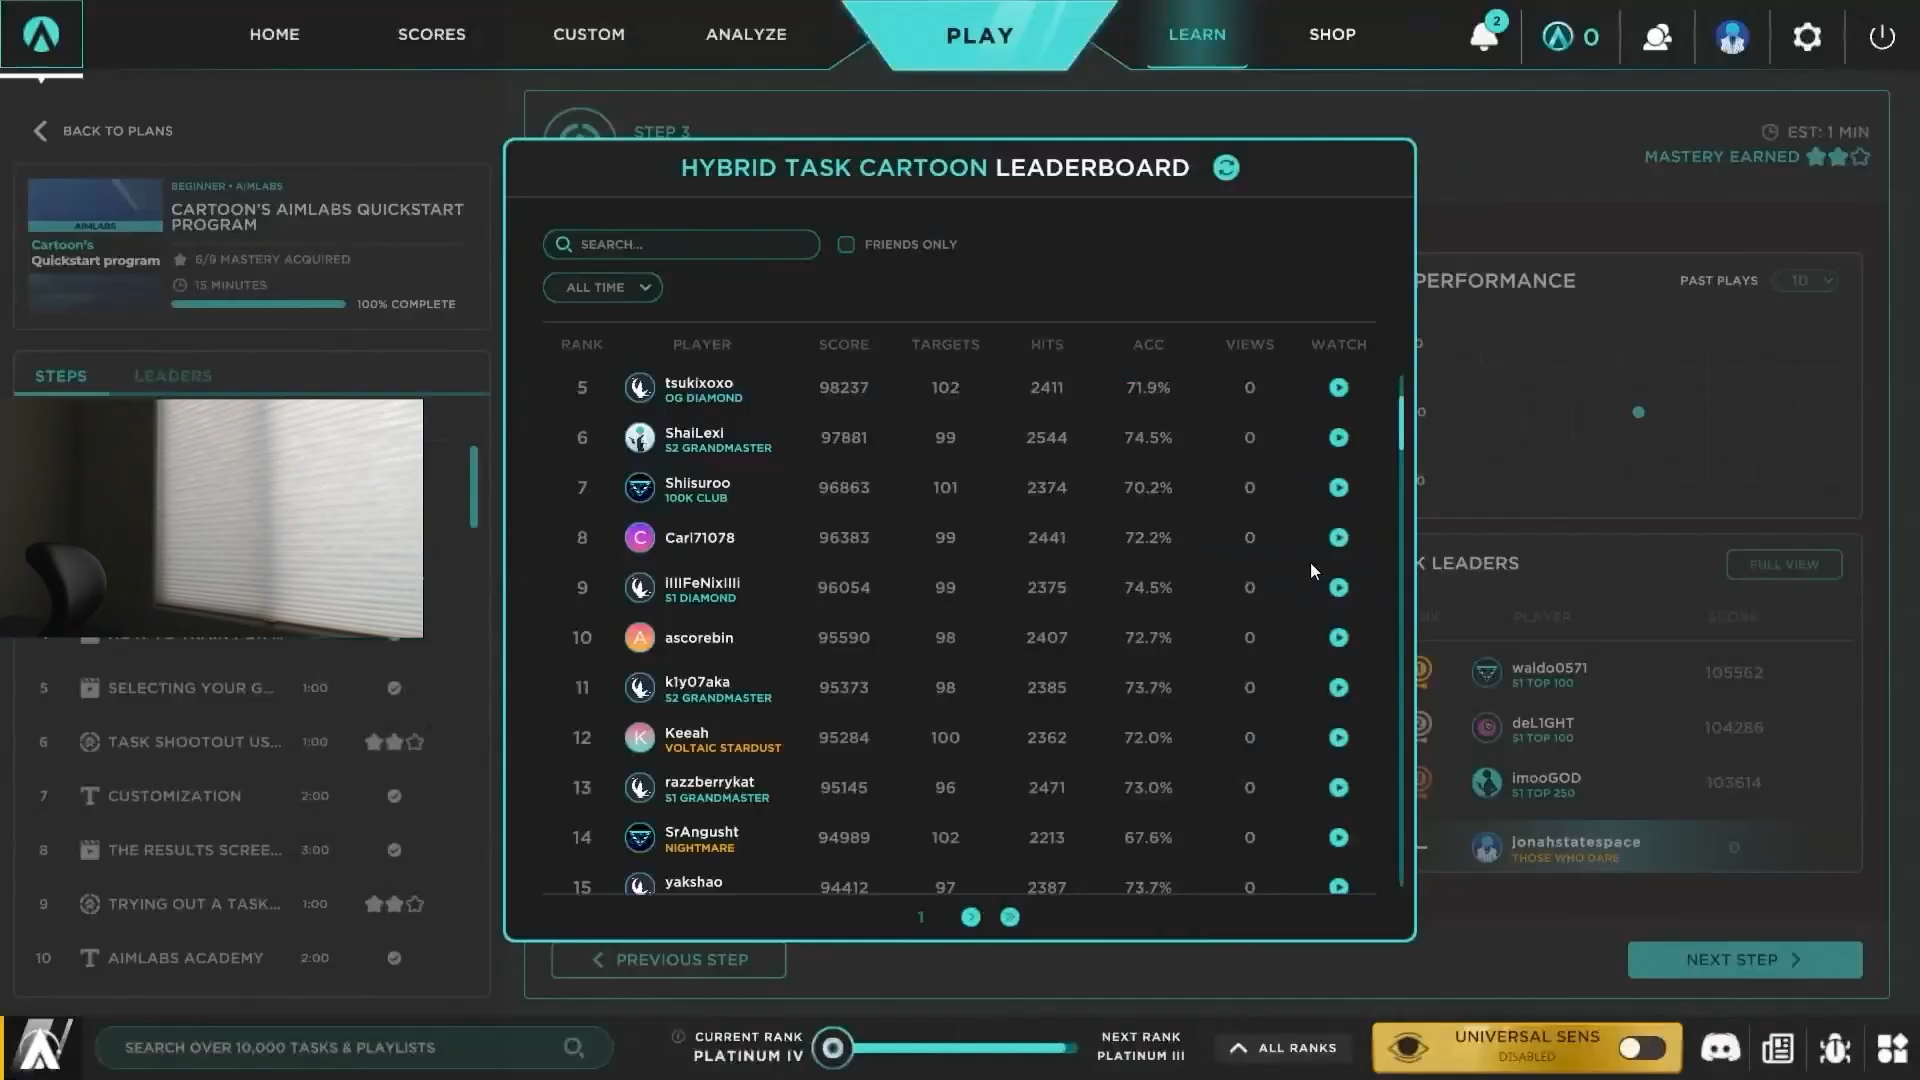 HOME
SCORES
CUSTOM
ANALYZE
PLAY
LEARN
SHOP
2
0
BACK TO PLANS
BEGINNER • AIMLABS
CARTOON'S AIMLABS QUICKSTART
PROGRAM
AIMLABS
Cartoon's
Quickstart program
6/9 MASTERY ACQUIRED
15 MINUTES
100% COMPLETE
STEPS
LEADERS
5 SELECTING YOUR G... 1:00
6 TASK SHOOTOUT US... 1:00
7 CUSTOMIZATION 2:00
8 THE RESULTS SCREE... 3:00
9 TRYING OUT A TASK... 1:00
10 AIMLABS ACADEMY 2:00
STEP 3
EST: 1 MIN
MASTERY EARNED
HYBRID TASK CARTOON LEADERBOARD
SEARCH...
FRIENDS ONLY
ALL TIME
RANK PLAYER SCORE TARGETS HITS ACC VIEWS WATCH
5 tsukixoxo 98237 102 2411 71.9% 0
OG DIAMOND
6 ShaiLexi 97881 99 2544 74.5% 0
S2 GRANDMASTER
7 Shiisuroo 96863 101 2374 70.2% 0
100K CLUB
8 C Carl71078 96383 99 2441 72.2% 0
9 96054 99 2375 74.5% 0
S1 DIAMOND
10 A ascorebin 95590 98 2407 72.7% 0
11 k1y07aka 95373 98 2385 73.7% 0
S2 GRANDMASTER
12 K Keeah 95284 100 2362 72.0% 0
VOLTAIC STARDUST
13 razzberrykat 95145 96 2471 73.0% 0
S1 GRANDMASTER
14 SrAngusht 94989 102 2213 67.6% 0
NIGHTMARE
15 yakshao 94412 97 2387 73.7% 0
1
PERFORMANCE
PAST PLAYS 10
LEADERS
FULL VIEW
PLAYER SCORE
waldo0571 105562
S1 TOP 100
deL1GHT 104286
S1 TOP 100
imooGOD 103614
S1 TOP 250
jonahstatespace 0
THOSE WHO DARE
PREVIOUS STEP
NEXT STEP
SEARCH OVER 10,000 TASKS & PLAYLISTS
CURRENT RANK
PLATINUM IV
NEXT RANK
PLATINUM III
ALL RANKS
UNIVERSAL SENS
DISABLED